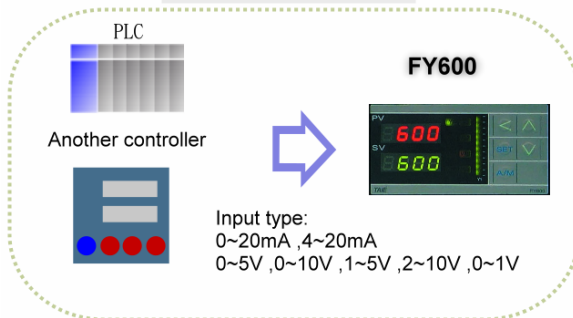 PLC
FY600
Another controller
PV
600
SV
600
SET
A/M
Input type:
0~20mA ,4~20mA
0~5V ,0~10V ,1~5V ,2~10V ,0~1V